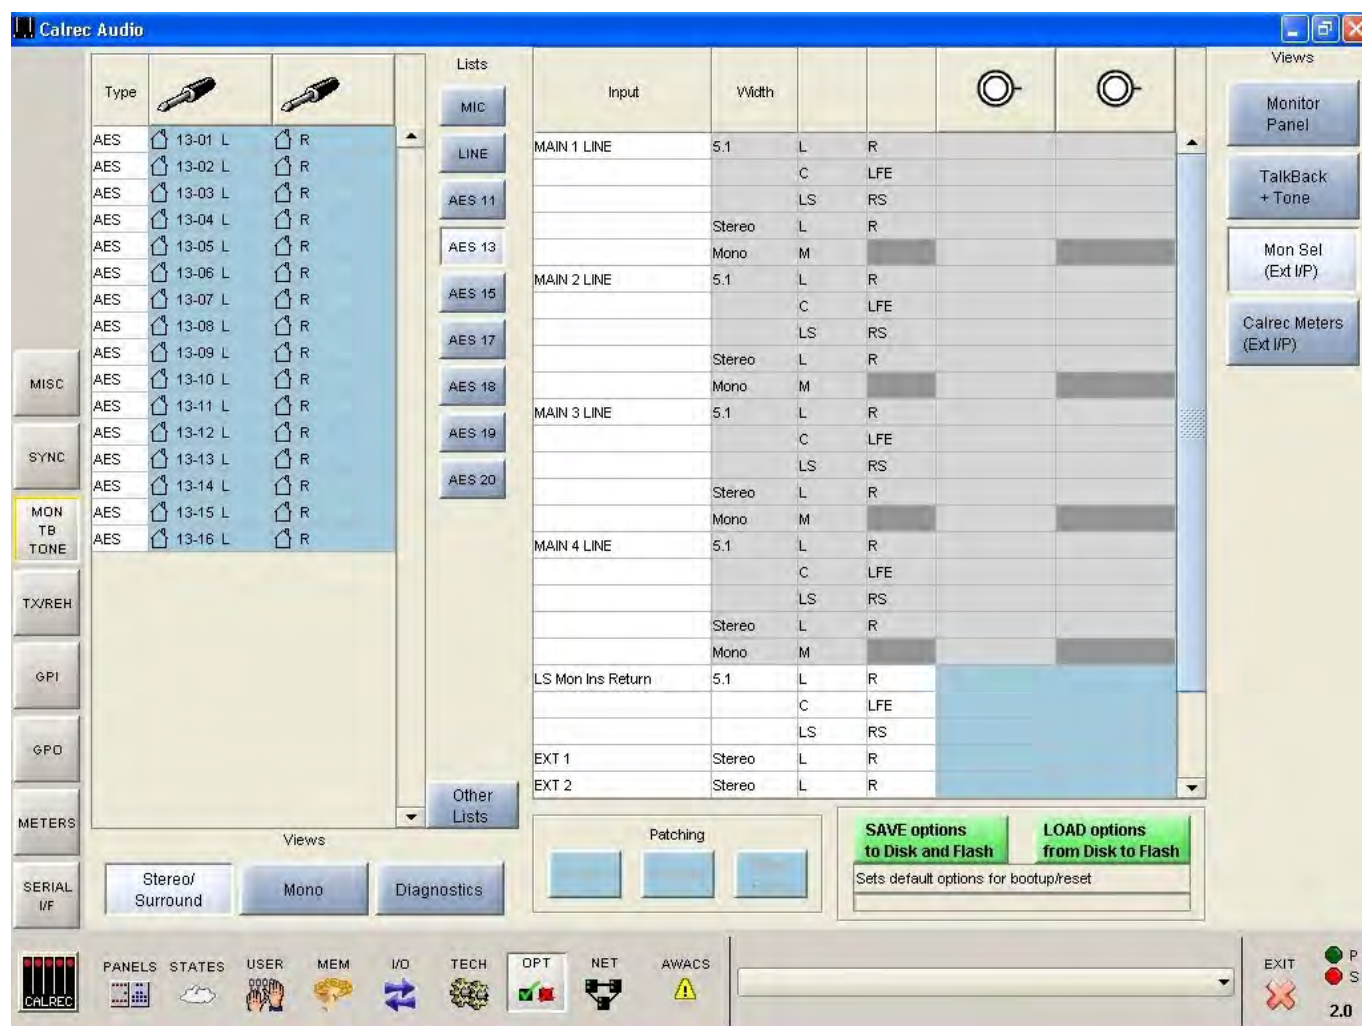 Calrec Audio
Type
AES 13-01 L R
AES 13-02 L R
AES 13-03 L R
AES 13-04 L R
AES 13-05 L R
AES 13-06 L R
AES 13-07 L R
AES 13-08 L R
AES 13-09 L R
AES 13-10 L R
AES 13-11 L R
AES 13-12 L R
AES 13-13 L R
AES 13-14 L R
AES 13-15 L R
AES 13-16 L R
Lists
MIC
LINE
AES 11
AES 13
AES 15
AES 17
AES 18
AES 19
AES 20
Other
Lists
Input Width
MAIN 1 LINE 5.1 L R
C LFE
LS RS
Stereo L R
Mono M
MAIN 2 LINE 5.1 L R
C LFE
LS RS
Stereo L R
Mono M
MAIN 3 LINE 5.1 L R
C LFE
LS RS
Stereo L R
Mono M
MAIN 4 LINE 5.1 L R
C LFE
LS RS
Stereo L R
Mono M
LS Mon Ins Return 5.1 L R
C LFE
LS RS
EXT 1 Stereo L R
EXT 2 Stereo L R
Views
Monitor
Panel
TalkBack
+ Tone
Mon Sel
(Ext I/P)
Calrec Meters
(Ext I/P)
MISC
SYNC
MON
TB
TONE
TX/REH
GPI
GPO
METERS
SERIAL
I/F
Views
Stereo/
Surround
Mono
Diagnostics
Patching
SAVE options
to Disk and Flash
LOAD options
from Disk to Flash
Sets default options for bootup/reset
CALREC
PANELS
STATES
USER
MEM
I/O
TECH
OPT
NET
AWACS
EXIT
P
S
2.0